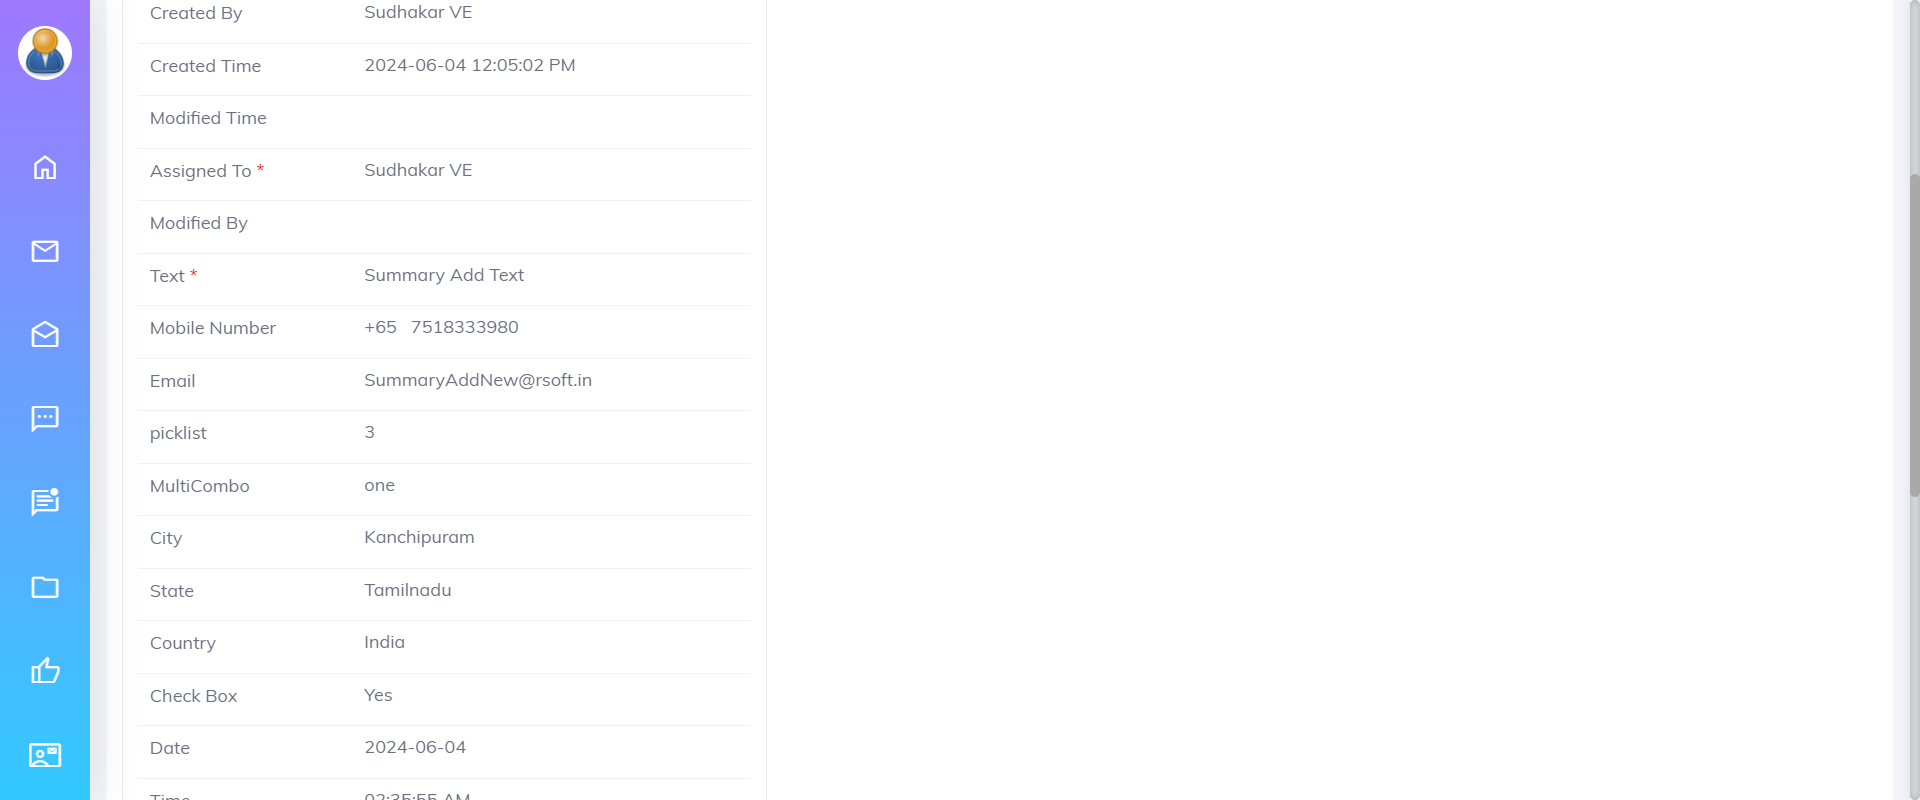 Created By Sudhakar VE
Created Time 2024-06-04 12:05:02 PM
Modified Time
Assigned To * Sudhakar VE
Modified By
Text * Summary Add Text
Mobile Number +65 7518333980
Email SummaryAddNew@rsoft.in
picklist 3
MultiCombo one
City Kanchipuram
State Tamilnadu
Country India
Check Box Yes
Date 2024-06-04
Time 02:35:55 AM